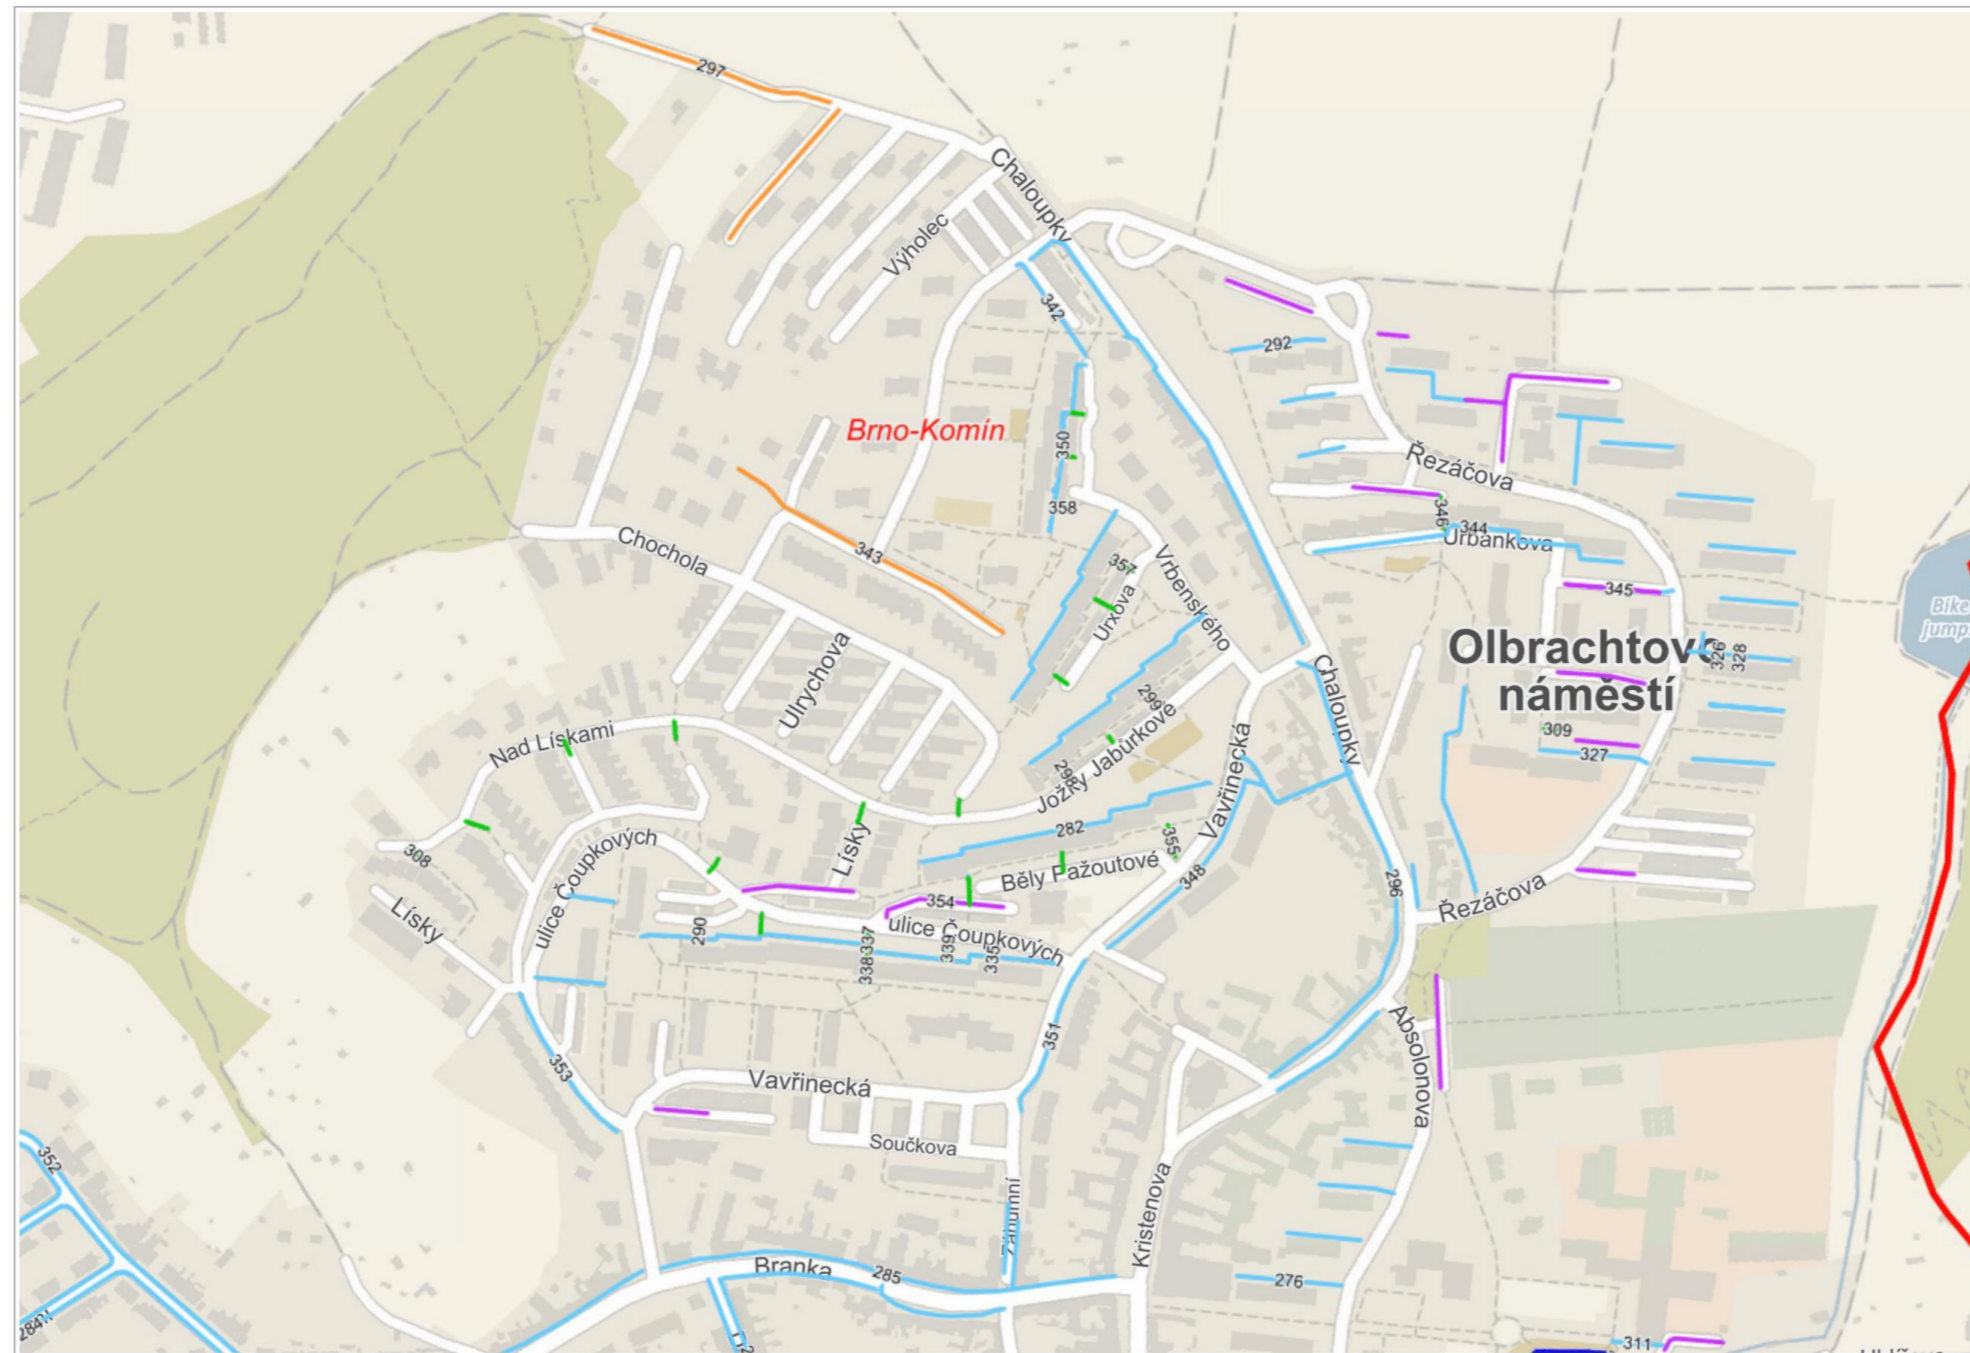 297
Chaloupky
Výholec
342
292
Brno-Komín
350
358
Řezáčova
346
344
Urbánkova
Chochola
343
357
Vrbenského
Urxova
345
Olbrachtovo
náměstí
326
328
Bike
jump
Ulrychova
Chaloupky
299
298
Jožky Jabůrkové
309
327
Nad Lískami
Vavřinecká
282
355
Lísky
308
ulice Čoupkových
Běly Pažoutové
348
296
Řezáčova
354
Lísky
290
ulice Čoupkových
337
338
339
335
351
353
Absolonova
Vavřinecká
Součkova
352
Záhumní
Kristenova
Branka
285
276
284
311